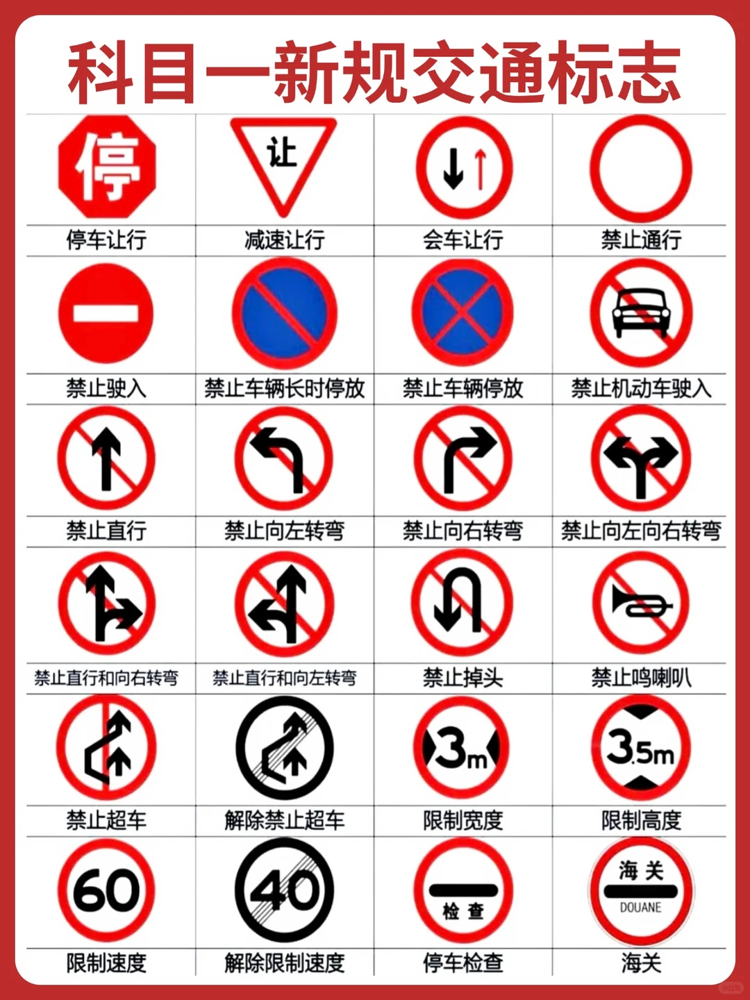 科目一新规交通标志
停
让
停车让行
减速让行
会车让行
禁止通行
禁止驶入
禁止车辆长时停放
禁止车辆停放
禁止机动车驶入
禁止直行
禁止向左转弯
禁止向右转弯
禁止向左向右转弯
禁止直行和向右转弯
禁止直行和向左转弯
禁止掉头
禁止鸣喇叭
3m
3.5m
禁止超车
解除禁止超车
限制宽度
限制高度
60
40
检查
海关
DOUANE
限制速度
解除限制速度
停车检查
海关
小红书